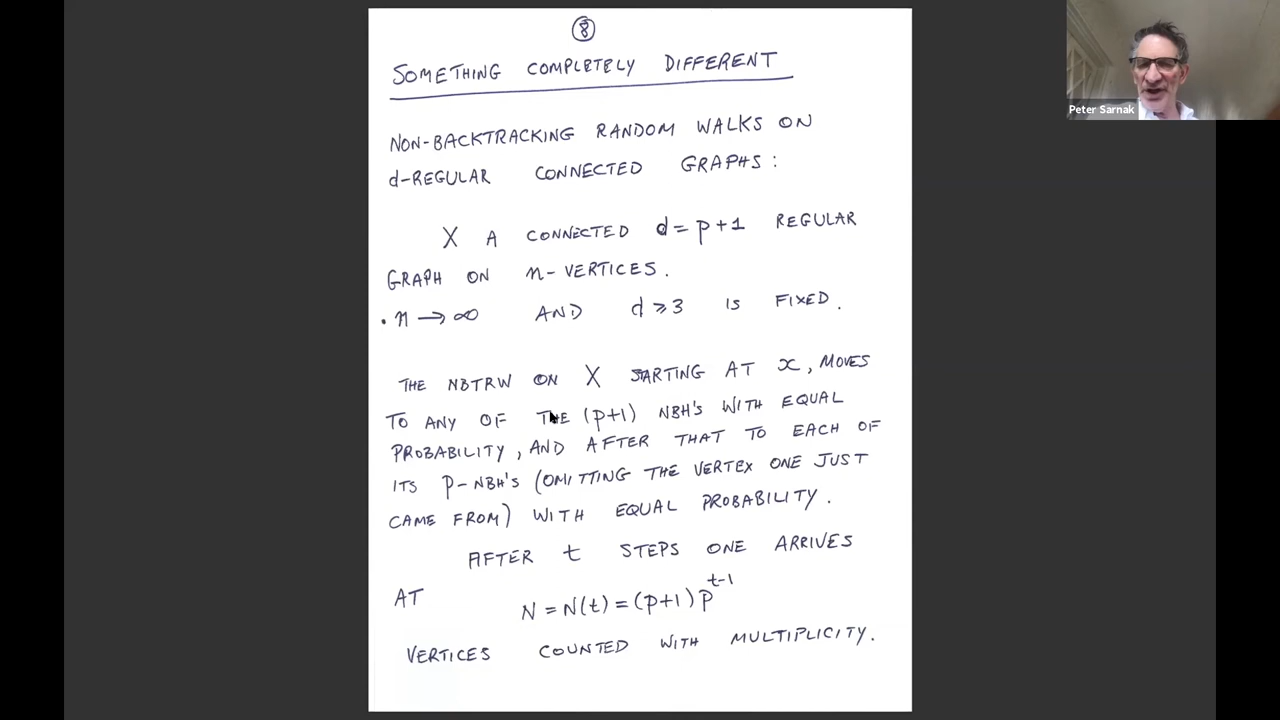 8
SOMETHING COMPLETELY DIFFERENT
Peter Sarnak
NON-BACKTRACKING RANDOM WALKS ON
d-REGULAR CONNECTED GRAPHS:
X A CONNECTED d = p+1 REGULAR
GRAPH ON n-VERTICES.
. n → ∞ AND d ≥ 3 IS FIXED.
THE NBTRW ON X STARTING AT x, MOVES
TO ANY OF THE (p+1) NBH'S WITH EQUAL
PROBABILITY, AND AFTER THAT TO EACH OF
ITS p-NBH'S (OMITTING THE VERTEX ONE JUST
CAME FROM) WITH EQUAL PROBABILITY.
AFTER t STEPS ONE ARRIVES
AT N = N(t) = (p+1) p^{t-1}
VERTICES COUNTED WITH MULTIPLICITY.